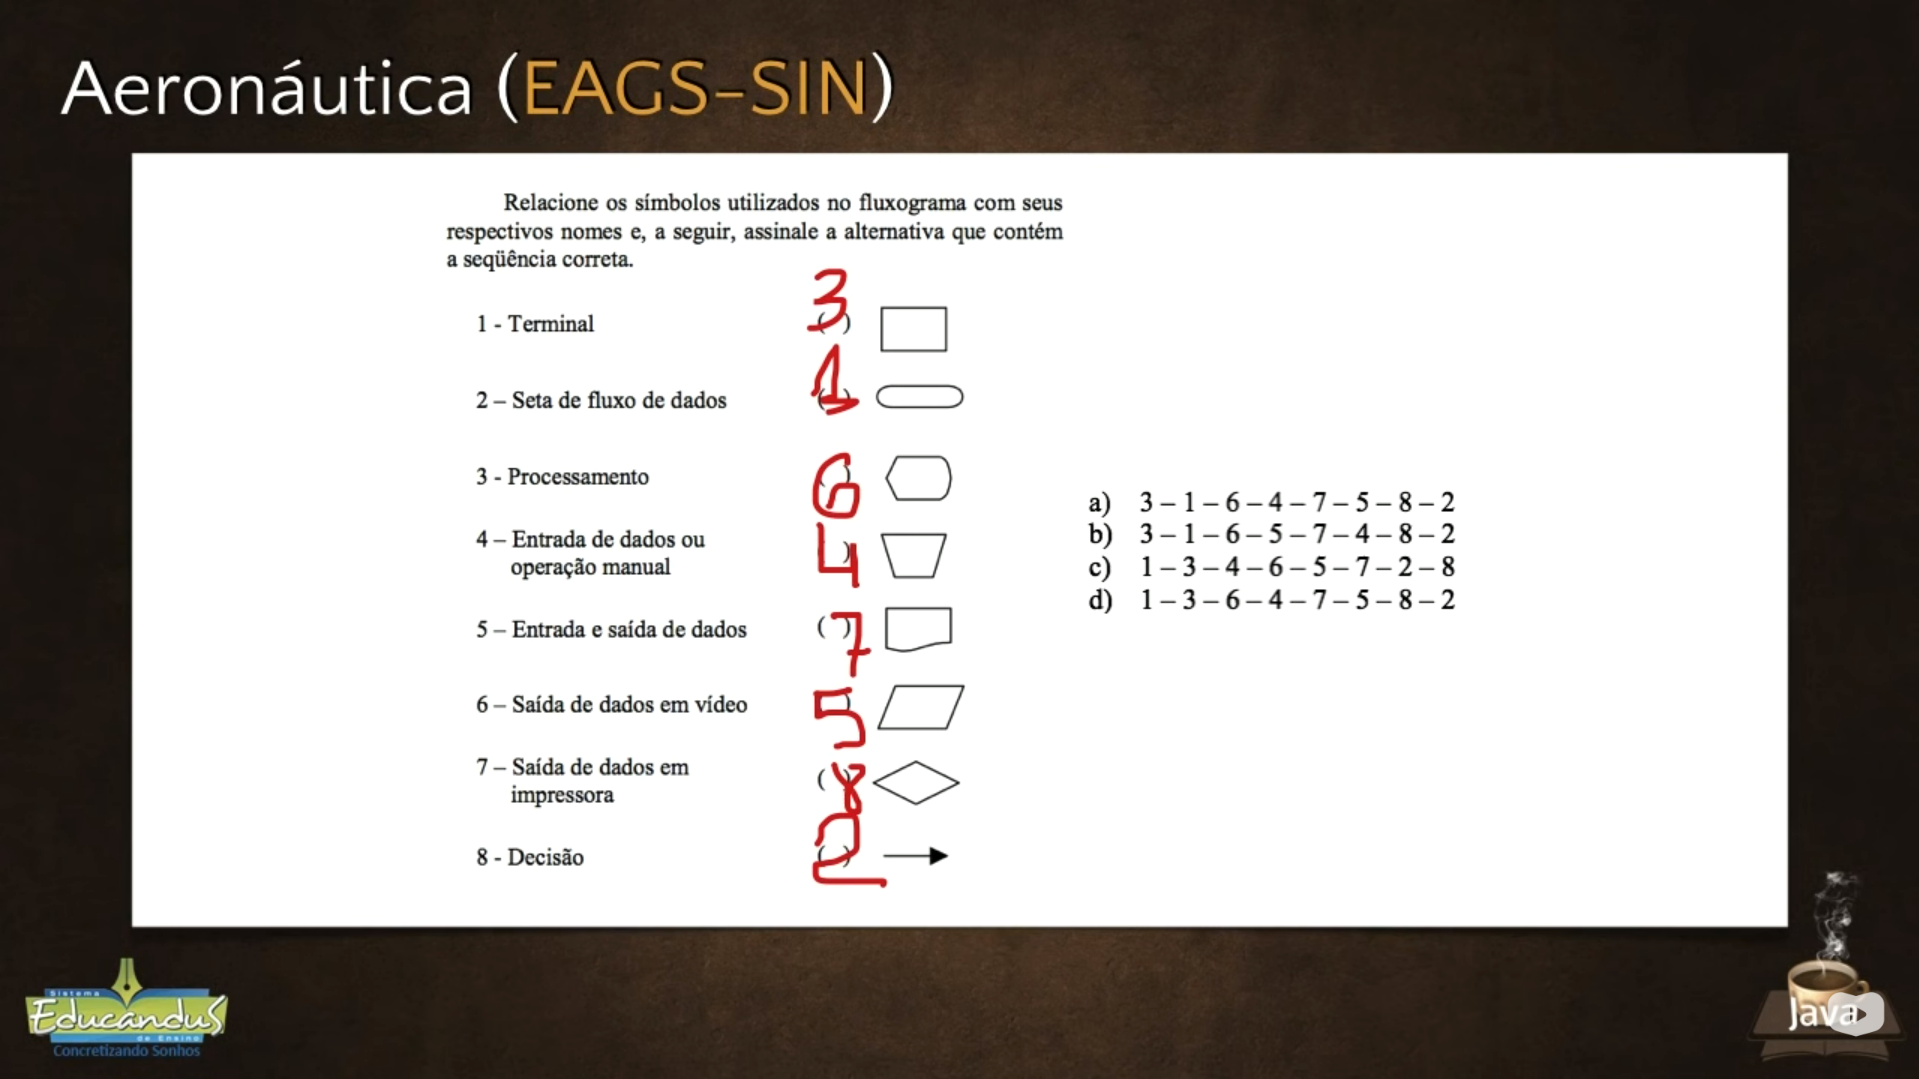 Aeronáutica (EAGS-SIN)
Relacione os símbolos utilizados no fluxograma com seus
respectivos nomes e, a seguir, assinale a alternativa que contém
a seqüência correta.
1 - Terminal
( ) 3
2 – Seta de fluxo de dados
( ) 1
3 - Processamento
( ) 6
4 – Entrada de dados ou
operação manual
( ) 4
5 – Entrada e saída de dados
( ) 7
6 – Saída de dados em vídeo
( ) 5
7 – Saída de dados em
impressora
( ) 8
8 - Decisão
( ) 2
a) 3 – 1 – 6 – 4 – 7 – 5 – 8 – 2
b) 3 – 1 – 6 – 5 – 7 – 4 – 8 – 2
c) 1 – 3 – 4 – 6 – 5 – 7 – 2 – 8
d) 1 – 3 – 6 – 4 – 7 – 5 – 8 – 2
Sistema
Educandus
de Ensino
Concretizando Sonhos
Java